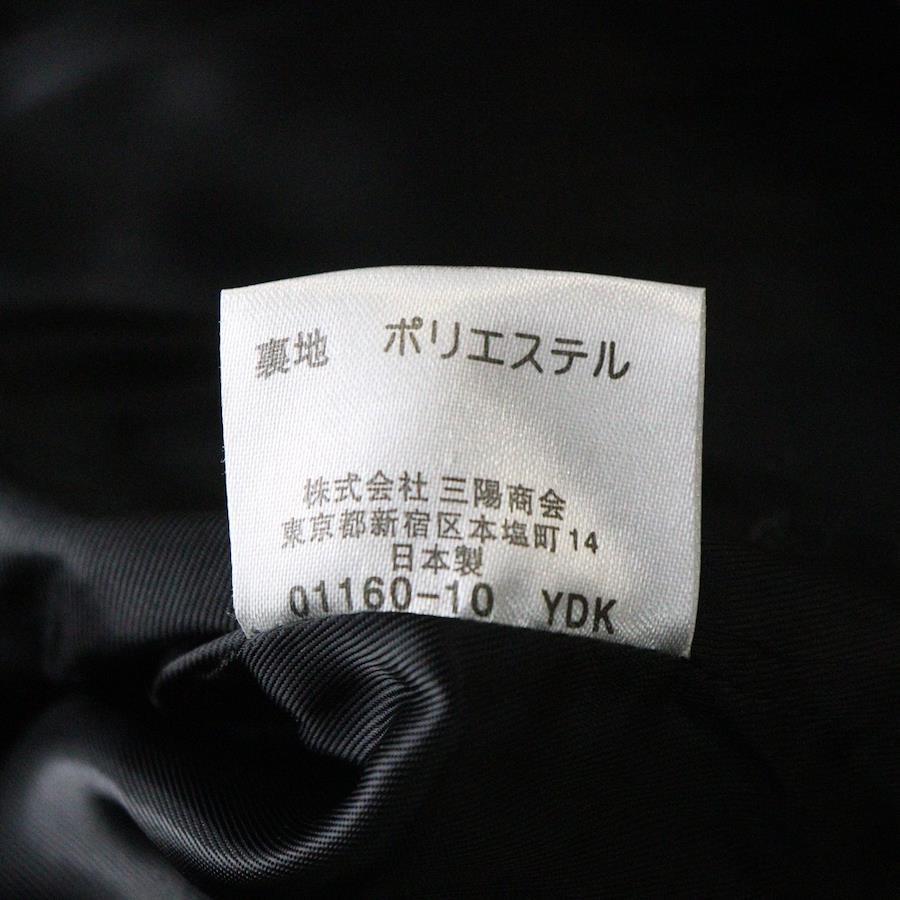 裏地 ポリエステル
株式会社 三陽商会
東京都新宿区本塩町14
日本製
01160-10 YDK